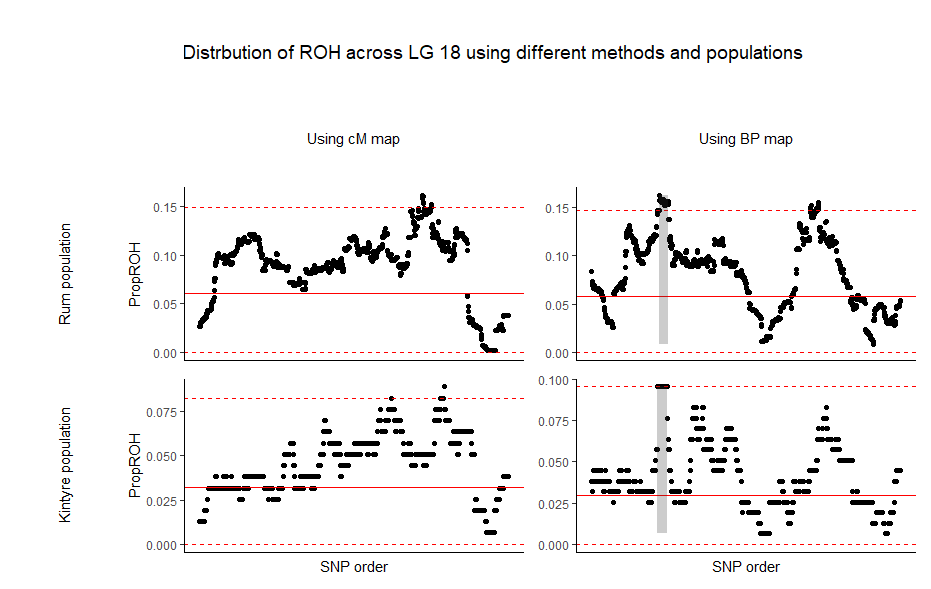 Distrbution of ROH across LG 18 using different methods and populations
Using cM map
Using BP map
Rum population
PropROH
0.15
0.10
0.05
0.00
0.15
0.10
0.05
0.00
Kintyre population
PropROH
0.075
0.050
0.025
0.000
0.100
0.075
0.050
0.025
0.000
SNP order
SNP order